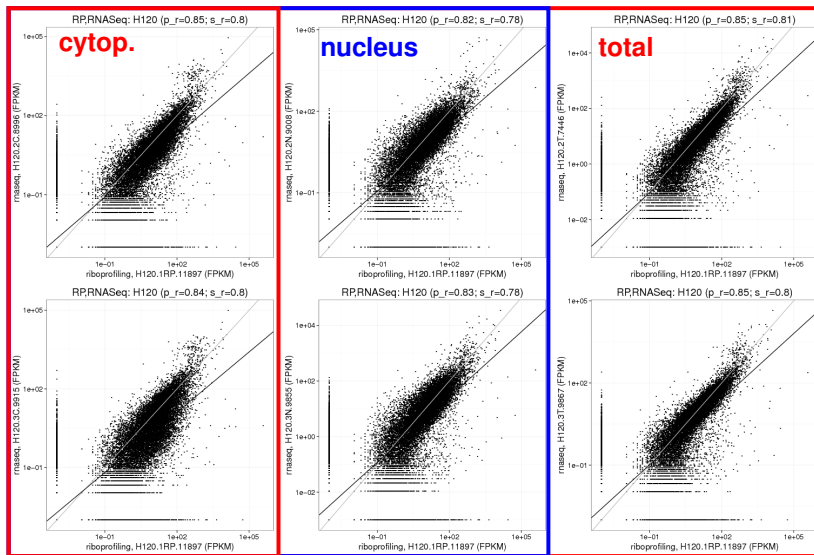 RP,RNASeq: H120 (p_r=0.85; s_r=0.8)
cytop.
1e+05
1e+02
1e−01
rnaseq, H120.2C.8996 (FPKM)
1e−01 1e+02 1e+05
riboprofiling, H120.1RP.11897 (FPKM)
RP,RNASeq: H120 (p_r=0.82; s_r=0.78)
nucleus
1e+05
1e+02
1e−01
rnaseq, H120.2N.9008 (FPKM)
1e−01 1e+02 1e+05
riboprofiling, H120.1RP.11897 (FPKM)
RP,RNASeq: H120 (p_r=0.85; s_r=0.81)
total
1e+04
1e+02
1e+00
1e−02
rnaseq, H120.2T.7446 (FPKM)
1e−01 1e+02 1e+05
riboprofiling, H120.1RP.11897 (FPKM)
RP,RNASeq: H120 (p_r=0.84; s_r=0.8)
1e+05
1e+02
1e−01
rnaseq, H120.3C.9915 (FPKM)
1e−01 1e+02 1e+05
riboprofiling, H120.1RP.11897 (FPKM)
RP,RNASeq: H120 (p_r=0.83; s_r=0.78)
1e+04
1e+02
1e+00
1e−02
rnaseq, H120.3N.9855 (FPKM)
1e−01 1e+02 1e+05
riboprofiling, H120.1RP.11897 (FPKM)
RP,RNASeq: H120 (p_r=0.85; s_r=0.8)
1e+05
1e+02
1e−01
rnaseq, H120.3T.9867 (FPKM)
1e−01 1e+02 1e+05
riboprofiling, H120.1RP.11897 (FPKM)